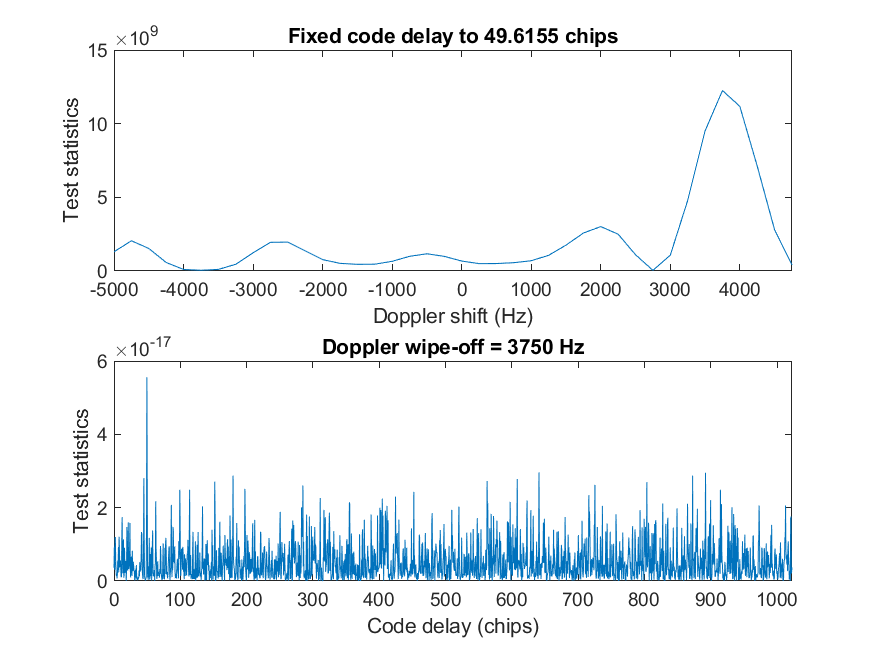 ×10^9
Fixed code delay to 49.6155 chips
15
10
5
0
Test statistics
-5000 -4000 -3000 -2000 -1000 0 1000 2000 3000 4000
Doppler shift (Hz)
×10^-17
Doppler wipe-off = 3750 Hz
6
4
2
0
Test statistics
0 100 200 300 400 500 600 700 800 900 1000
Code delay (chips)